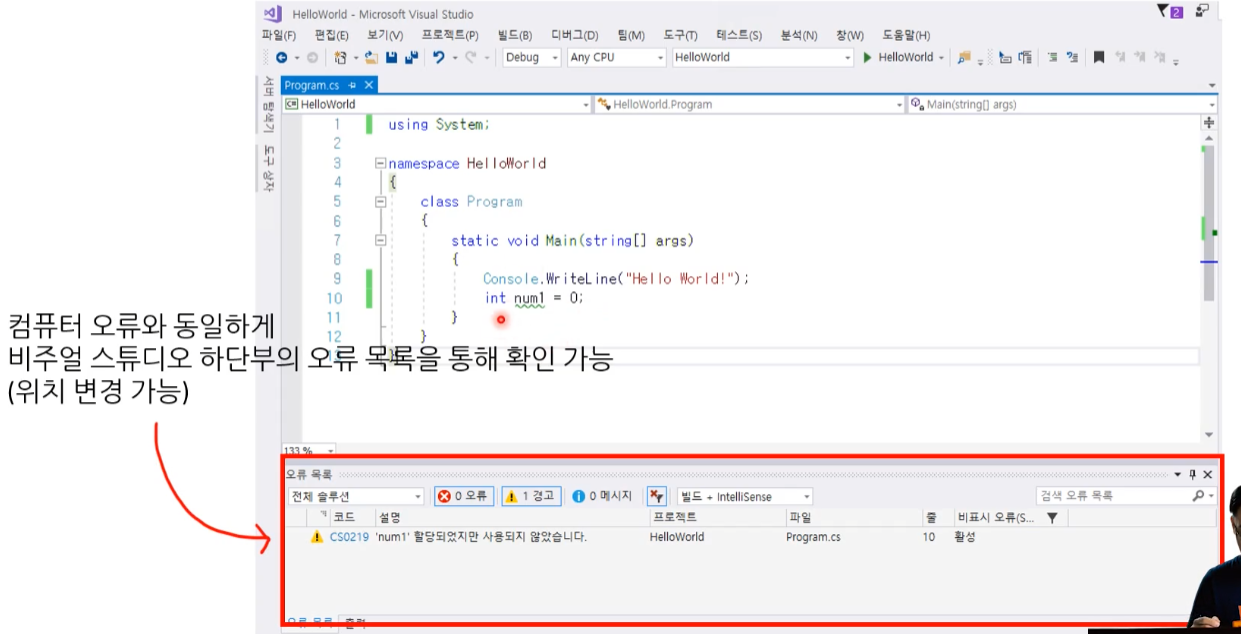 HelloWorld - Microsoft Visual Studio
2
파일(F) 편집(E) 보기(V) 프로젝트(P) 빌드(B) 디버그(D) 팀(M) 도구(T) 테스트(S) 분석(N) 창(W) 도움말(H)
Debug Any CPU HelloWorld HelloWorld
서버 탐색기
도구 상자
Program.cs
C# HelloWorld HelloWorld.Program Main(string[] args)
1 using System;
2
3 namespace HelloWorld
4 {
5 class Program
6 {
7 static void Main(string[] args)
8 {
9 Console.WriteLine("Hello World!");
10 int num1 = 0;
11 }
12 }
13 }
컴퓨터 오류와 동일하게
비주얼 스튜디오 하단부의 오류 목록을 통해 확인 가능
(위치 변경 가능)
133 %
오류 목록
전체 솔루션 0 오류 1 경고 0 메시지 빌드 + IntelliSense 검색 오류 목록
코드 설명 프로젝트 파일 줄 비표시 오류(S...
CS0219 'num1' 할당되었지만 사용되지 않았습니다. HelloWorld Program.cs 10 활성
오류 목록 출력